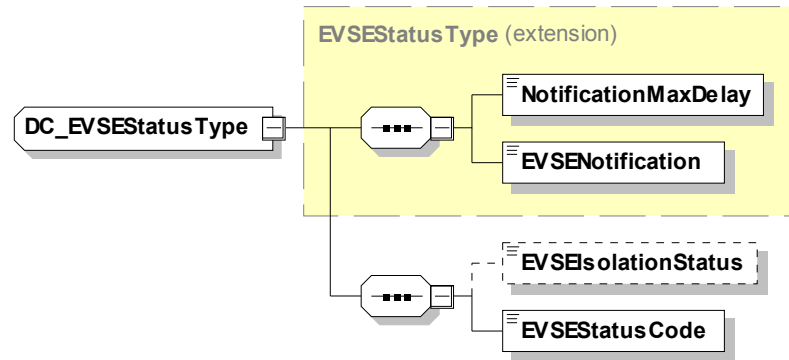 EVSEStatusType (extension)
NotificationMaxDelay
DC_EVSEStatusType
EVSENotification
EVSEIsolationStatus
EVSEStatusCode